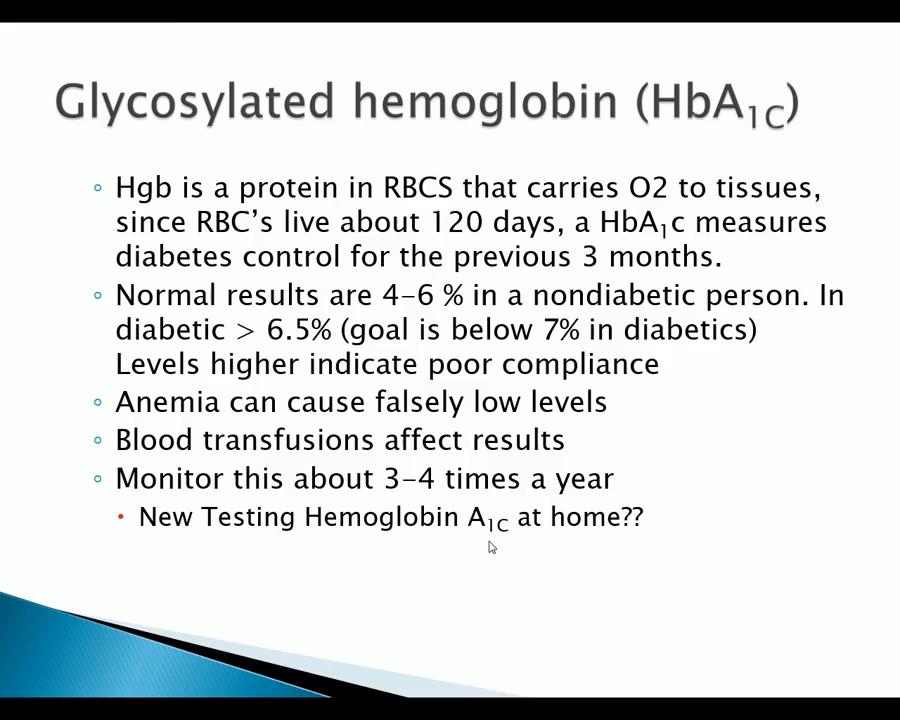 Glycosylated hemoglobin (HbA1C)
Hgb is a protein in RBCS that carries O2 to tissues,
since RBC's live about 120 days, a HbA1c measures
diabetes control for the previous 3 months.
Normal results are 4-6 % in a nondiabetic person. In
diabetic > 6.5% (goal is below 7% in diabetics)
Levels higher indicate poor compliance
Anemia can cause falsely low levels
Blood transfusions affect results
Monitor this about 3-4 times a year
New Testing Hemoglobin A1C at home??